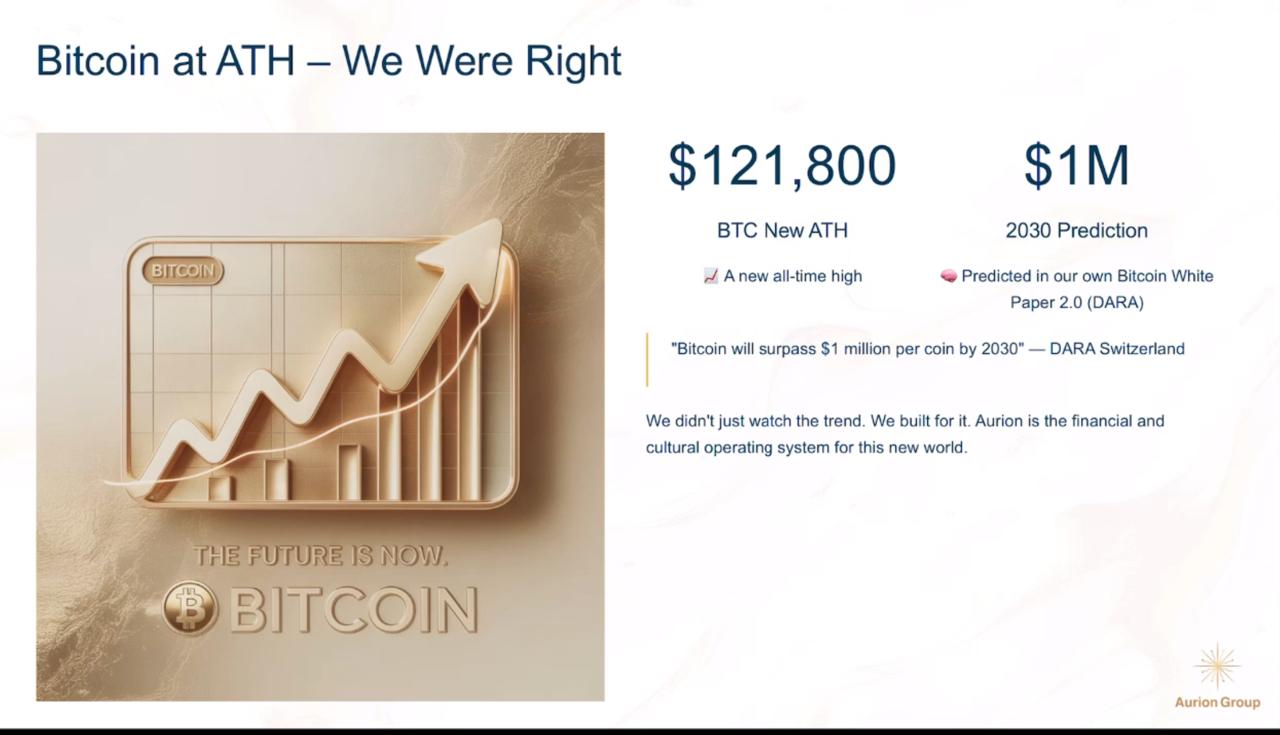 Bitcoin at ATH – We Were Right
BITCOIN
THE FUTURE IS NOW.
BITCOIN
$121,800
BTC New ATH
📈 A new all-time high
$1M
2030 Prediction
🧠 Predicted in our own Bitcoin White
Paper 2.0 (DARA)
"Bitcoin will surpass $1 million per coin by 2030" — DARA Switzerland
We didn't just watch the trend. We built for it. Aurion is the financial and
cultural operating system for this new world.
Aurion Group